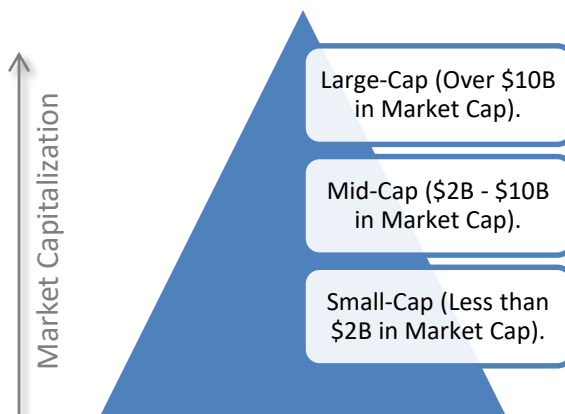 Market Capitalization
Large-Cap (Over $10B
in Market Cap).
Mid-Cap ($2B - $10B
in Market Cap).
Small-Cap (Less than
$2B in Market Cap).